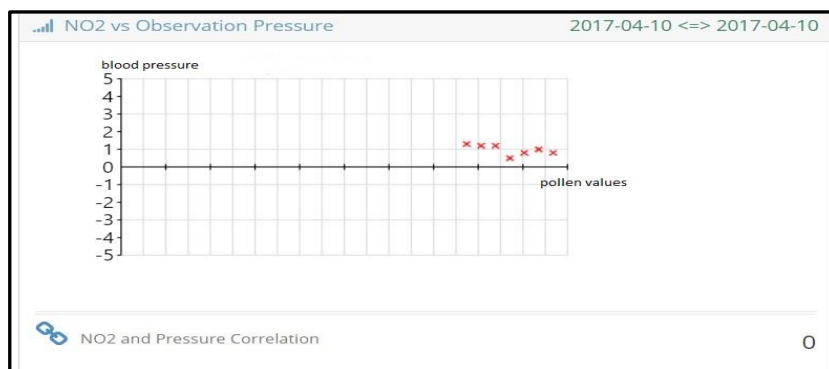 NO2 vs Observation Pressure 2017-04-10 <=> 2017-04-10
blood pressure
5
4
3
2
1
0
-1
-2
-3
-4
-5
pollen values
NO2 and Pressure Correlation 0